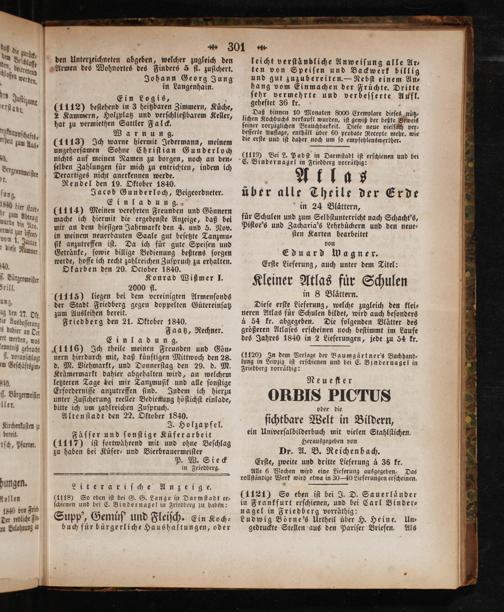 301
den Unterzeichneten abgeben, welcher zugleich den
Armen des Wohnortes des Finders 5 fl. zusichert.
Johann Georg Jung
in Langenhain.
Ein Logis,
(1112) bestehend in 3 heitzbaren Zimmern, Küche,
2 Kammern, Holzplatz und verschließbarem Keller,
hat zu vermiethen Sattler Falck.
Warnung.
(1113) Ich warne hiermit Jedermann, meinem
ungehorsamen Sohne Christian Gunderloch
nichts auf meinen Namen zu borgen, noch an den-
selben Zahlungen für mich zu entrichten, indem ich
Derartiges nicht anerkennen werde.
Rendel den 19. Oktober 1840.
Jacob Gunderloch, Beigeordneter.
Einladung.
(1114) Meinen verehrten Freunden und Gönnern
mache ich hiermit die ergebenste Anzeige, daß bei
mir an dem hiesigen Jahrmarkt den 4. und 5. Nov.
in meinem neuerbauten Saale gut besetzte Tanzmu-
sik anzutreffen ist. Da ich für gute Speisen und
Getränke, sowie billige Bedienung bestens sorgen
werde, hoffe ich recht zahlreichen Zuspruch zu erhalten.
Okarben den 20. October 1840.
Konrad Wißmer I.
2000 fl.
(1115) liegen bei dem vereinigten Armenfonds
der Stadt Friedberg gegen doppelten Gütereinsatz
zum Ausleihen bereit.
Friedberg den 21. Oktober 1840.
Fach, Rechner.
Einladung.
(1116) Ich theile meinen Freunden und Gön-
nern hierdurch mit, daß künftigen Mittwoch den 28.
d. M. Viehmarkt, und Donnerstag den 29. d. M.
Krämermarkt dahier abgehalten wird, an welchem
letzteren Tage bei mir Tanzmusik und alle sonstige
Erfordernisse anzutreffen sind. Indem ich hierzu
unter Zusicherung reeller Bedienung höflichst einlade,
bitte ich um zahlreichen Zuspruch.
Altenstadt den 22. Oktober 1840.
J. Holzapfel.
Fässer und sonstige Küferarbeit
(1117) ist fortwährend mit und ohne Beschlag
zu haben bei Küfer- und Bierbrauermeister
P. W. Sieck
in Friedberg.
Literarische Anzeige.
(1118) So eben ist bei G. G. Lange in Darmstadt er-
schienen und bei C. Bindernagel in Friedberg zu haben:
Supp', Gemüs' und Fleisch. Ein Koch-
buch für bürgerliche Haushaltungen, oder
leicht verständliche Anweisung alle Ar-
ten von Speisen und Backwerk billig
und gut zuzubereiten.—Nebst einem An-
hang vom Einmachen der Früchte. Dritte
sehr vermehrte und verbesserte Aufl.
geheftet 36 kr.
Das binnen 10 Monaten 8000 Exemplare dieses nütz-
lichen Kochbuchs verkauft wurden, ist gewiß der beste Beweis
seiner vorzüglichen Brauchbarkeit. Diese neue vielfach ver-
besserte Auflage, enthält über 60 probate Recepte mehr, wie
die erste und ist daher noch um so empfehlenswerther.
(1119) Bei L. Pabst in Darmstadt ist erschienen und bei
C. Bindernagel in Friedberg vorräthig:
Atlas
über alle Theile der Erde
in 24 Blättern,
für Schulen und zum Selbstunterricht nach Schacht's,
Pistor's und Zacharia's Lehrbüchern und den neue-
sten Karten bearbeitet
von
Eduard Wagner.
Erste Lieferung, auch unter dem Titel:
Kleiner Atlas für Schulen
in 8 Blättern.
Diese erste Lieferung, welche zugleich den klei-
neren Atlas für Schulen bildet, wird auch besonders
á 54 kr. abgegeben. Die folgenden Blätter des
größeren Atlases erscheinen noch bestimmt im Laufe
des Jahres 1840 in 2 Lieferungen, jede zu 54 kr.
(1120) In dem Verlage der Baumgärtner's Buchhand-
lung in Leipzig ist erschienen und bei C. Bindernagel in
Friedberg vorräthig:
Neuester
ORBIS PICTUS
oder die
sichtbare Welt in Bildern,
ein Universalbilderbuch mit vielen Stahlstichen.
Herausgegeben von
Dr. A. B. Reichenbach.
Erste, zweite und dritte Lieferung á 36 kr.
Alle 6 Wochen wird eine Lieferung ausgegeben. Das
vollständige Werk wird etwa in 30—40 Lieferungen erscheinen.
(1121) So eben ist bei J. D. Sauerländer
in Frankfurt erschienen, und bei Carl Binder-
nagel in Friedberg vorräthig:
Ludwig Börne's Urtheil über H. Heine. Un-
gedruckte Stellen aus den Pariser Briefen. Als